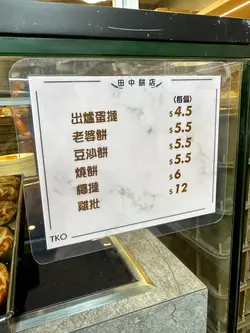 田中餅店
(每個)
出爐蛋撻 $4.5
老婆餅 $5.5
豆沙餅 $5.5
燒餅 $5.5
椰撻 $6
雞批 $12
TKO